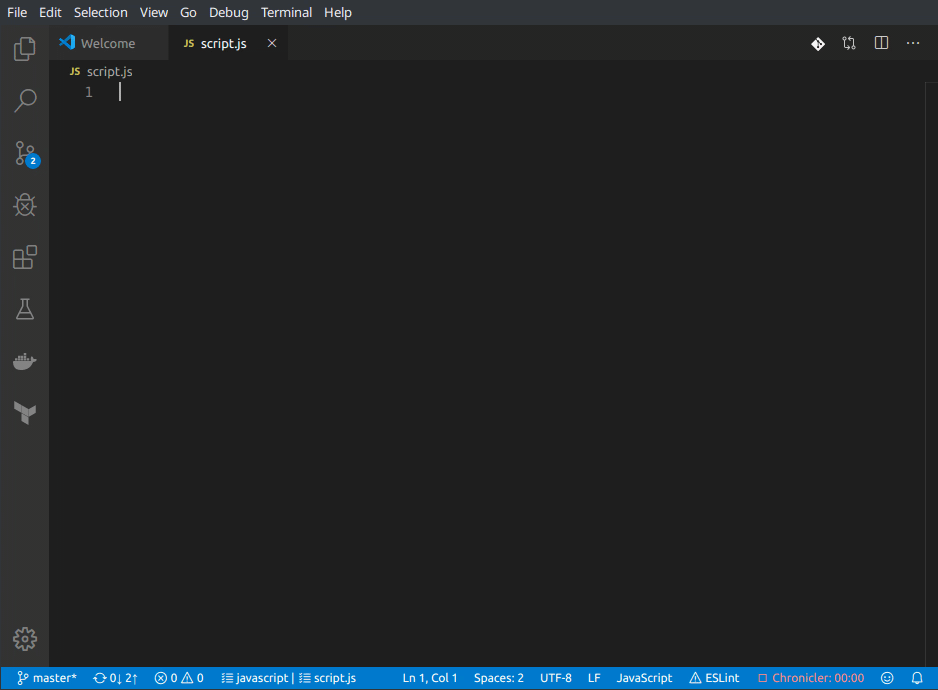 File Edit Selection View Go Debug Terminal Help
Welcome JS script.js
JS script.js
1
2
master* 0↓ 2↑ 0 0 javascript | script.js Ln 1, Col 1 Spaces: 2 UTF-8 LF JavaScript ESLint Chronicler: 00:00